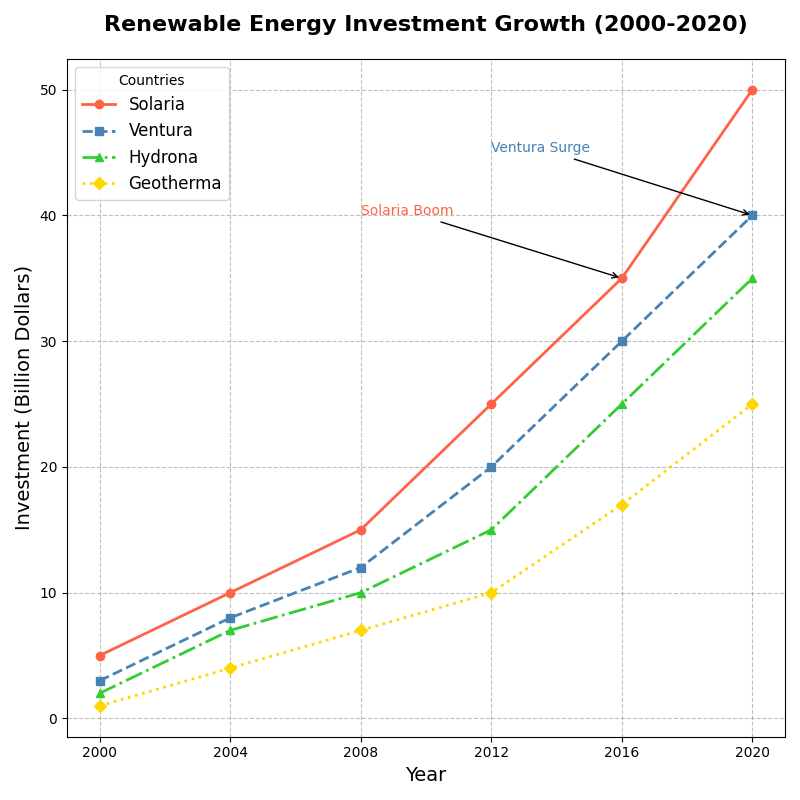 Renewable Energy Investment Growth (2000-2020)
Countries
Solaria
Ventura
Hydrona
Geotherma
Ventura Surge
Solaria Boom
Investment (Billion Dollars)
50
40
30
20
10
0
2000 2004 2008 2012 2016 2020
Year